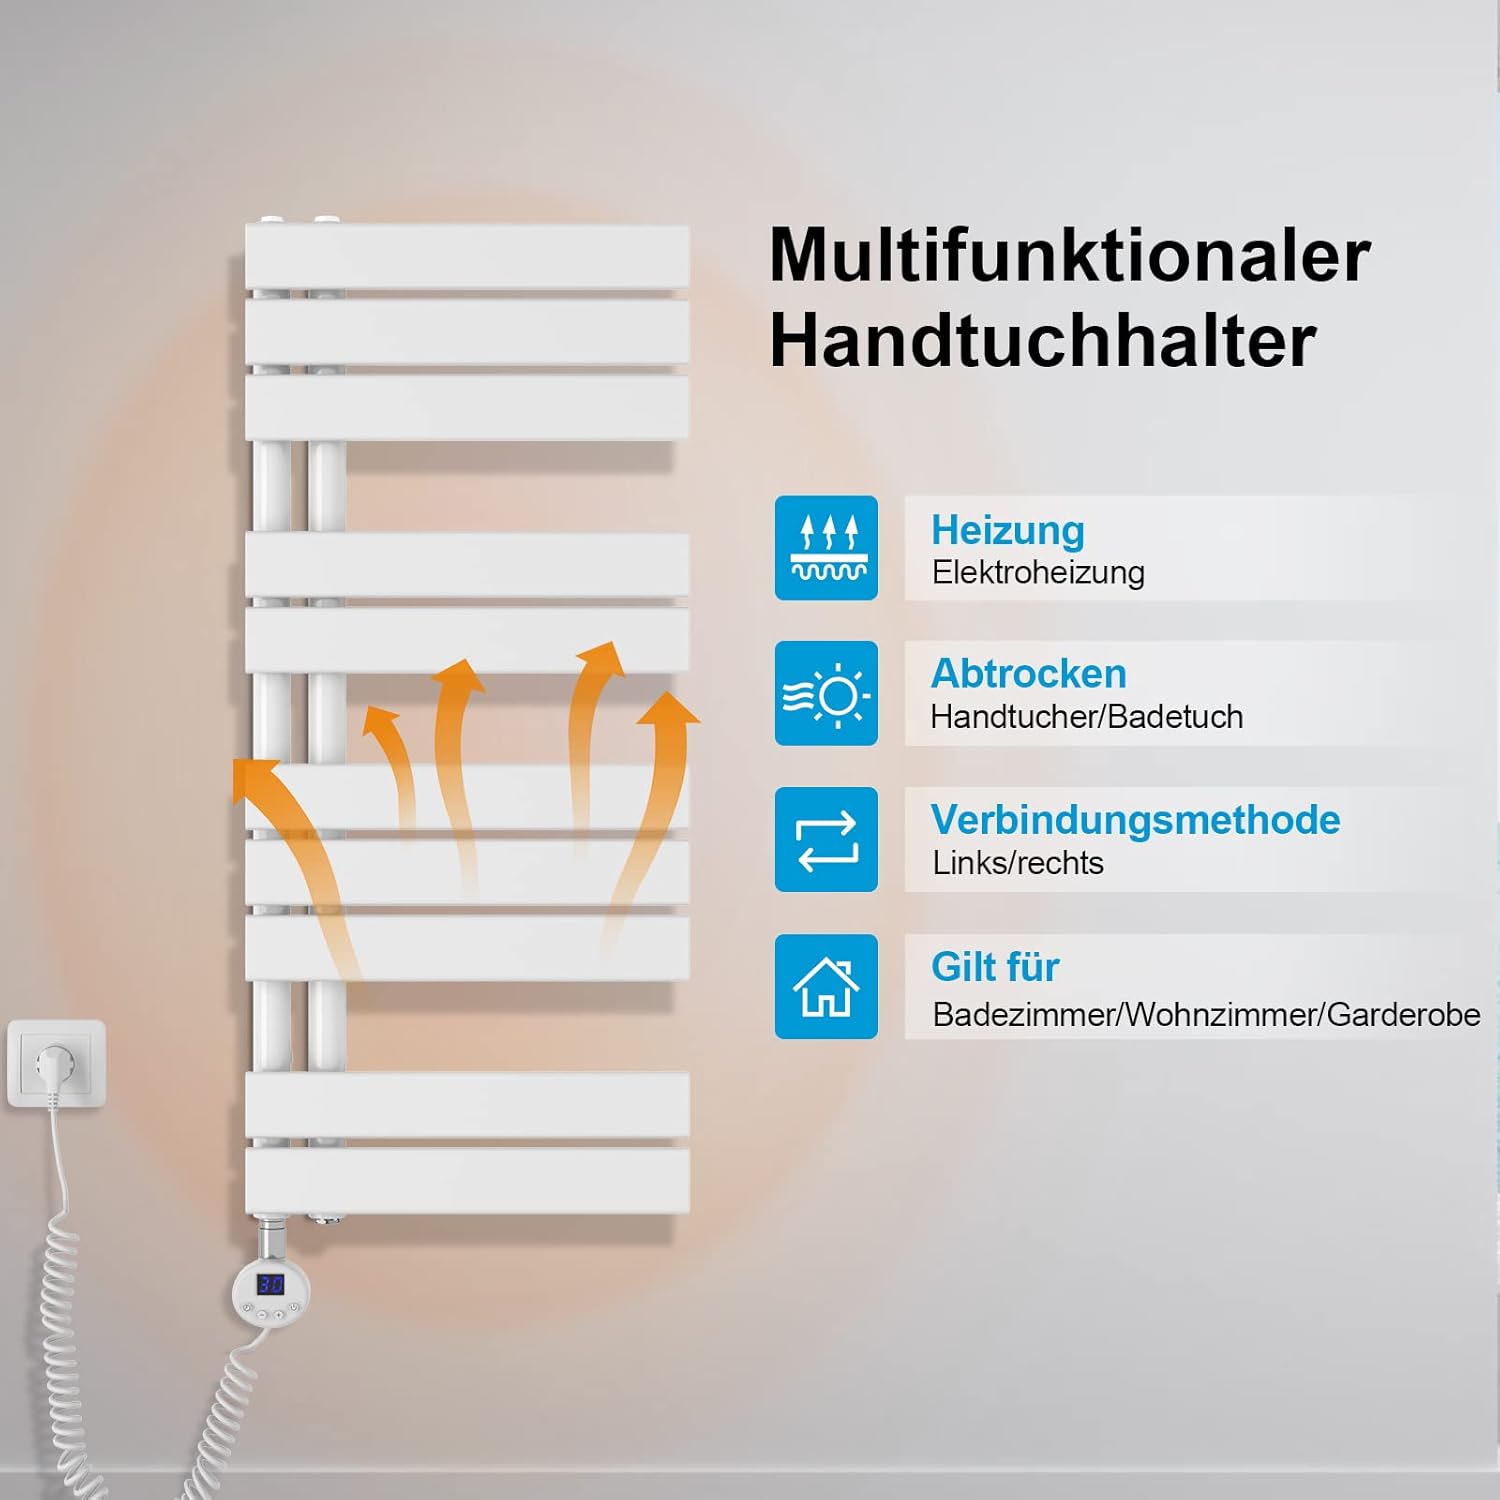 Multifunktionaler
Handtuchhalter
Heizung
Elektroheizung
Abtrocken
Handtucher/Badetuch
Verbindungsmethode
Links/rechts
Gilt für
Badezimmer/Wohnzimmer/Garderobe
30